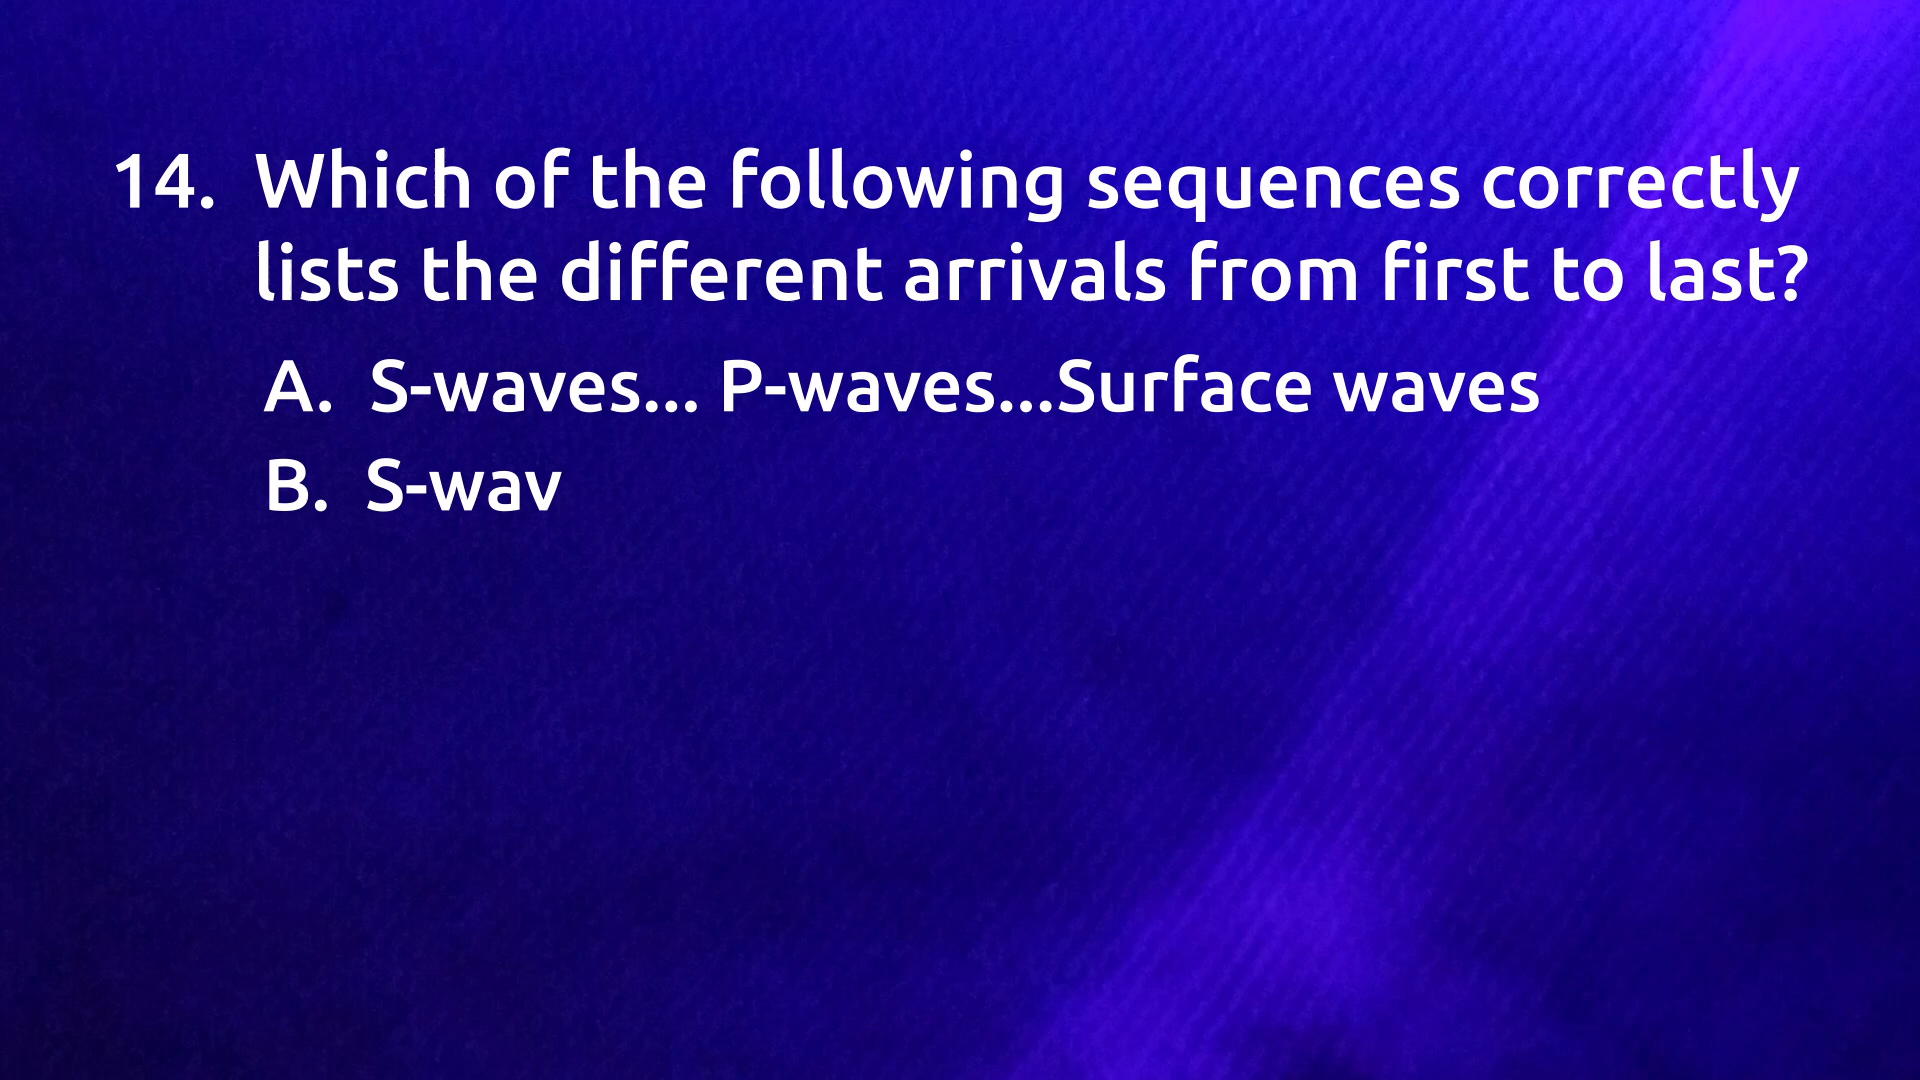 14. Which of the following sequences correctly
lists the different arrivals from first to last?
A. S-waves... P-waves...Surface waves
B. S-wav